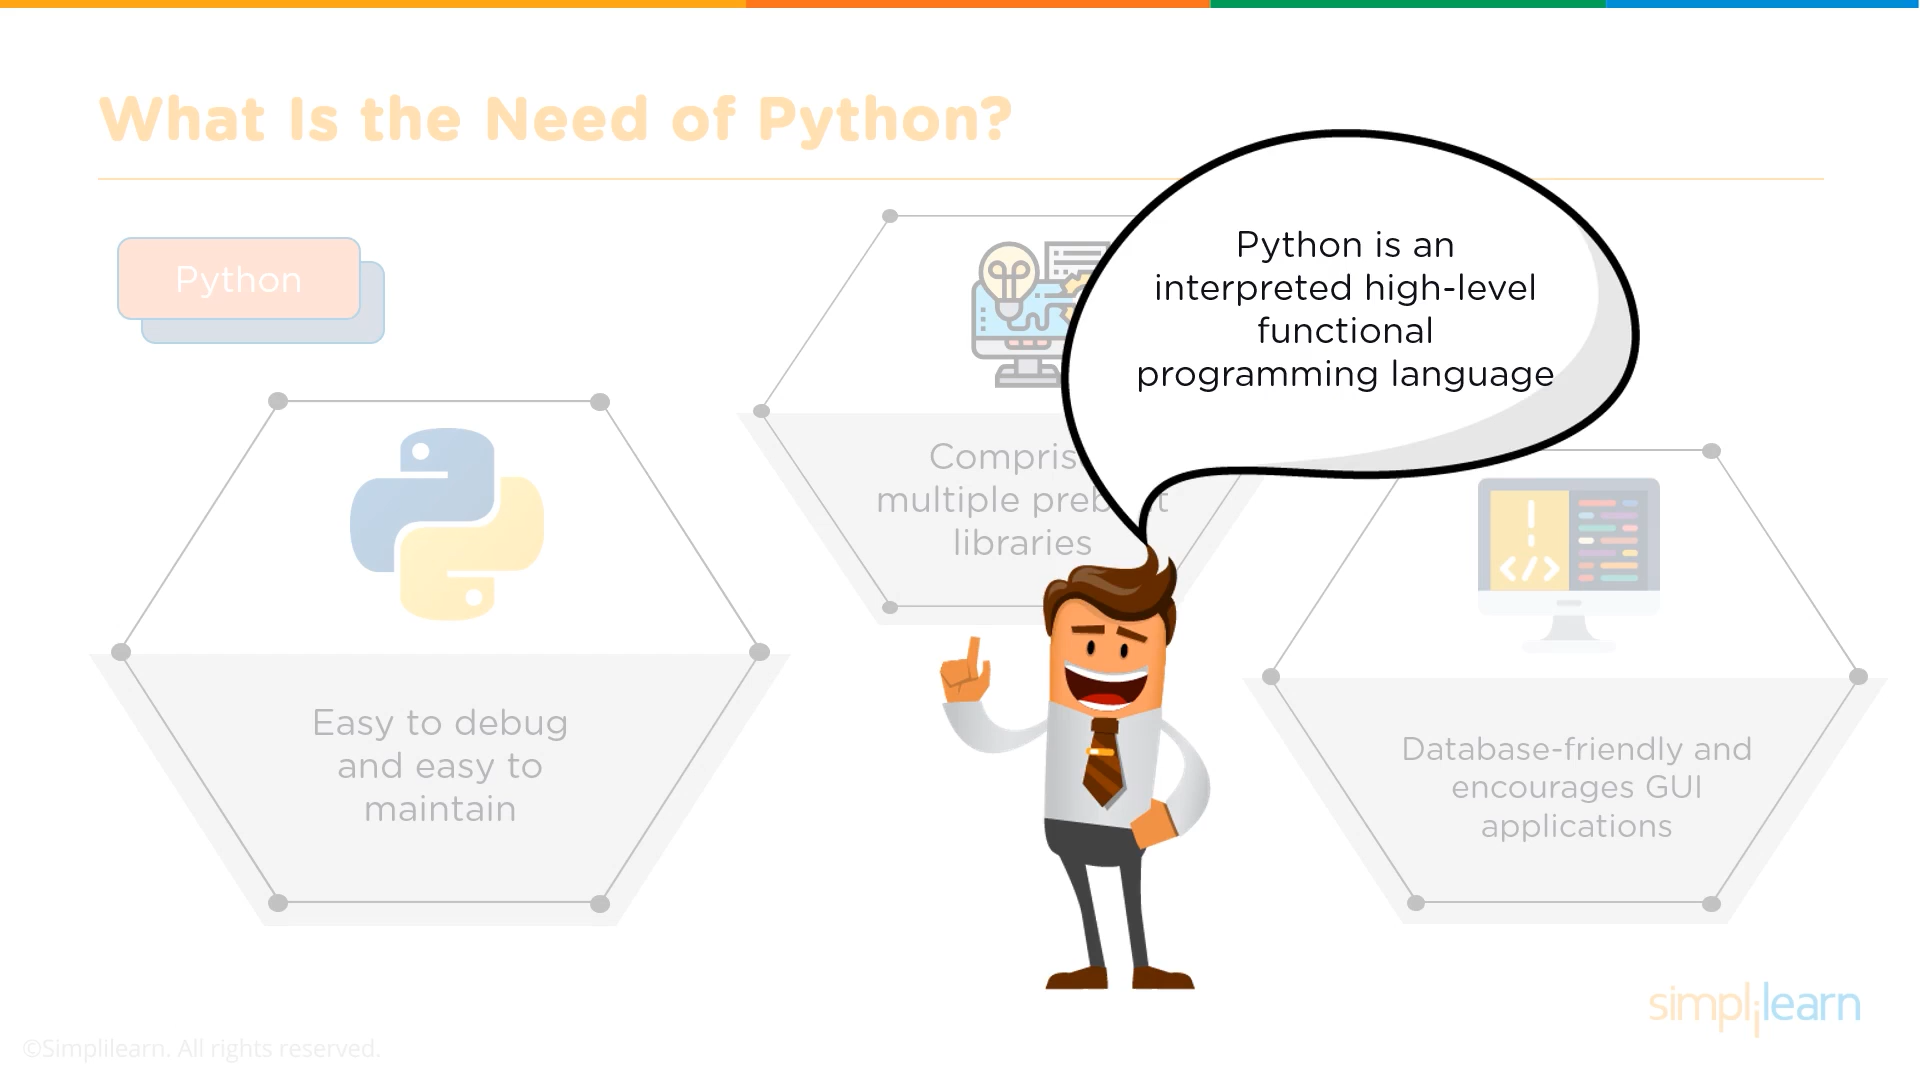 What Is the Need of Python?
Python
Python is an
interpreted high-level
functional
programming language
multiple
libraries
Easy to debug
and easy to
maintain
Database-friendly and
encourages GUI
applications
simplilearn
©Simplilearn. All rights reserved.